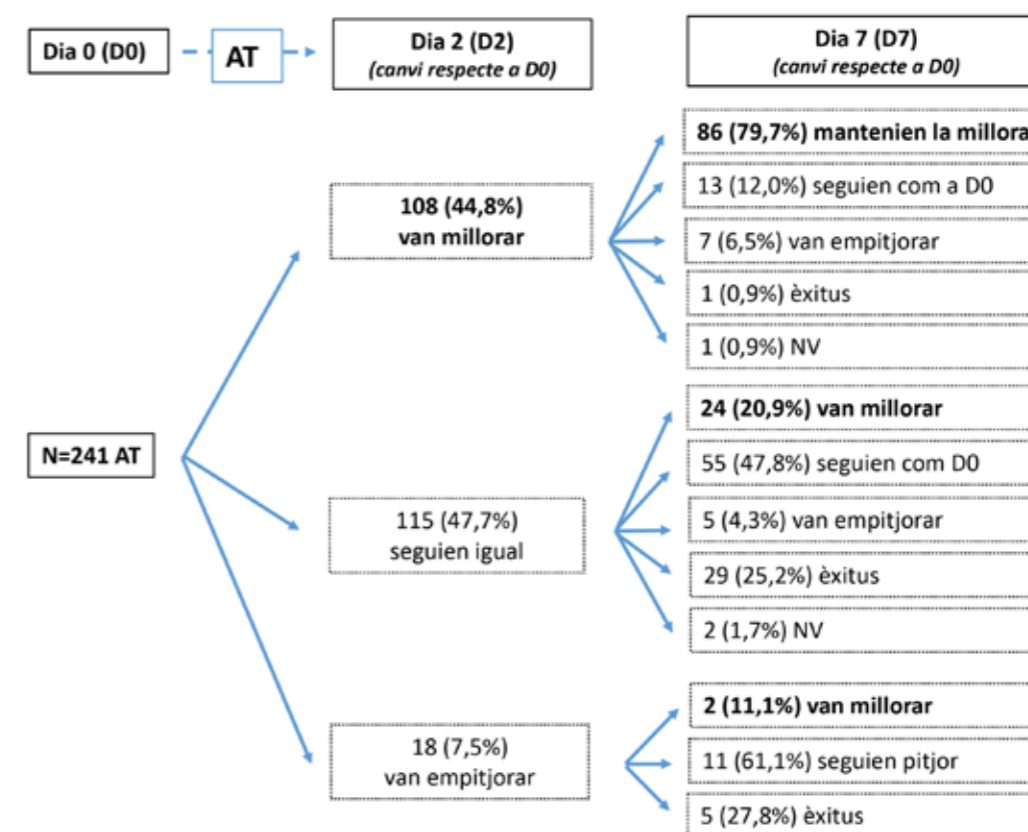 Dia 0 (D0)
AT
Dia 2 (D2)
(canvi respecte a D0)
Dia 7 (D7)
(canvi respecte a D0)
N=241 AT
108 (44,8%)
van millorar
86 (79,7%) mantenien la millora
13 (12,0%) seguien com a D0
7 (6,5%) van empitjorar
1 (0,9%) èxitus
1 (0,9%) NV
115 (47,7%)
seguien igual
24 (20,9%) van millorar
55 (47,8%) seguien com D0
5 (4,3%) van empitjorar
29 (25,2%) èxitus
2 (1,7%) NV
18 (7,5%)
van empitjorar
2 (11,1%) van millorar
11 (61,1%) seguien pitjor
5 (27,8%) èxitus